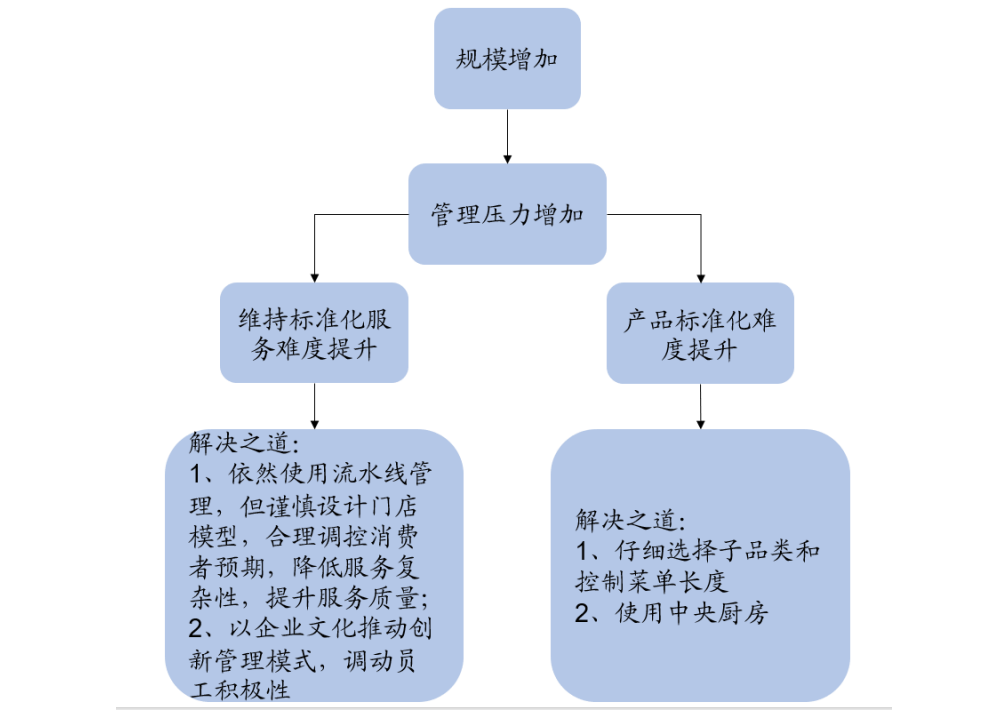 规模增加
管理压力增加
维持标准化服
务难度提升
产品标准化难
度提升
解决之道：
1、依然使用流水线管
理，但谨慎设计门店
模型，合理调控消费
者预期，降低服务复
杂性，提升服务质量；
2、以企业文化推动创
新管理模式，调动员
工积极性
解决之道：
1、仔细选择子品类和
控制菜单长度
2、使用中央厨房